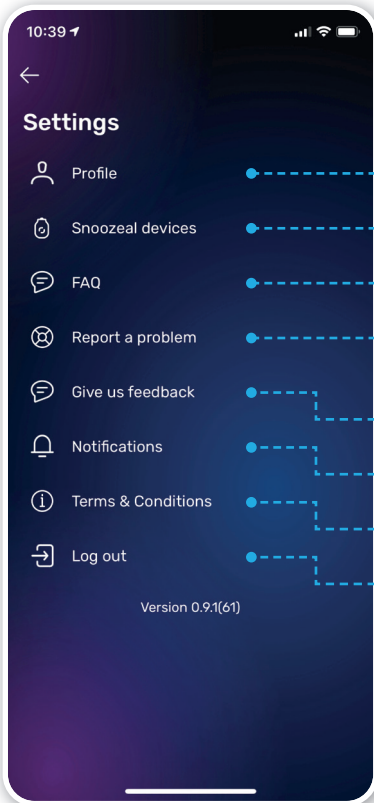 10:39
Settings
Profile
Snoozeal devices
FAQ
Report a problem
Give us feedback
Notifications
Terms & Conditions
Log out
Version 0.9.1(61)